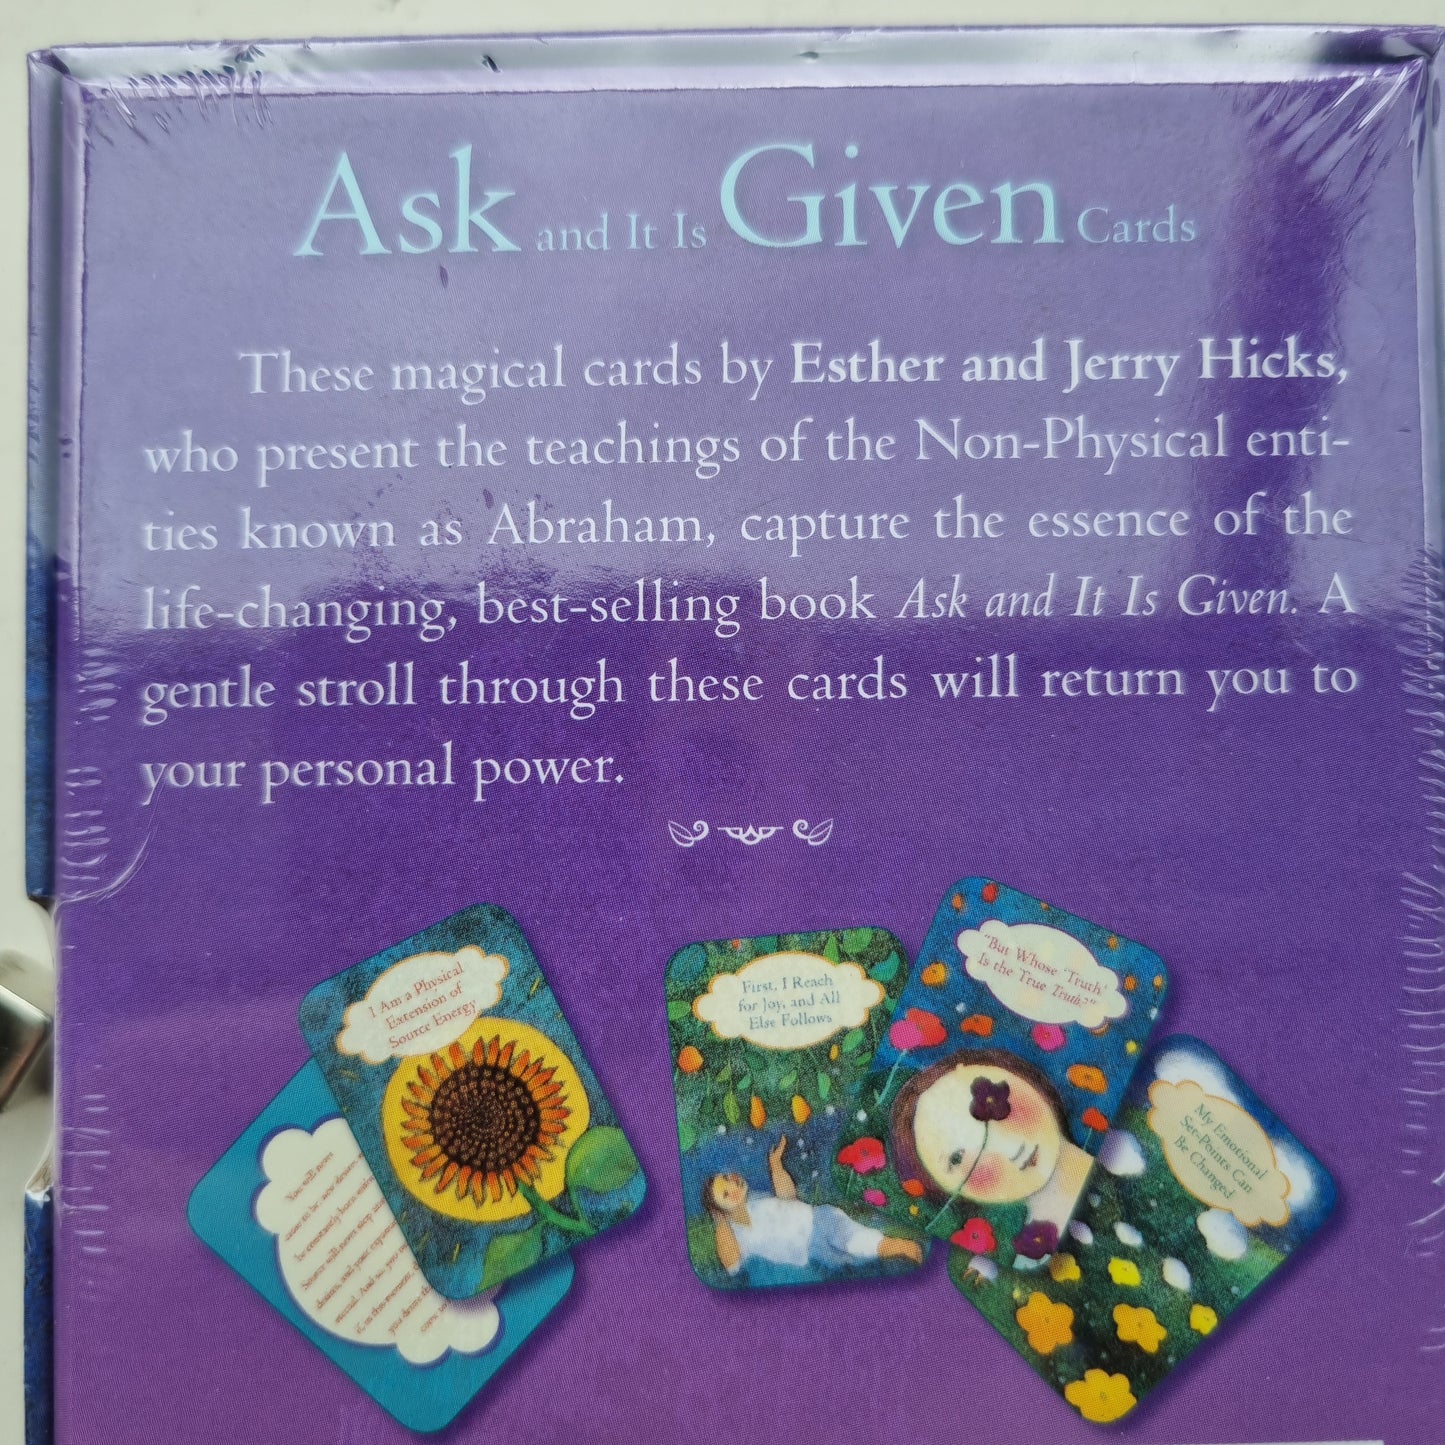 Ask and It Is Given Cards
These magical cards by Esther and Jerry Hicks,
who present the teachings of the Non-Physical enti-
ties known as Abraham, capture the essence of the
life-changing, best-selling book Ask and It Is Given. A
gentle stroll through these cards will return you to
your personal power.
I Am a Physical
Extension of
Source Energy
You will never
First, I Reach
for Joy, and All
Else Follows
"But Whose 'Truth'
Is the True Truth?"
My Emotional
Set-Points Can
Be Changed